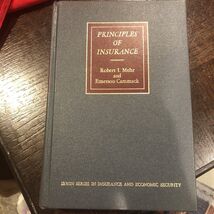 PRINCIPLES
OF
INSURANCE
Robert I. Mehr
and
Emerson Cammack
IRWIN SERIES IN INSURANCE AND ECONOMIC SECURITY